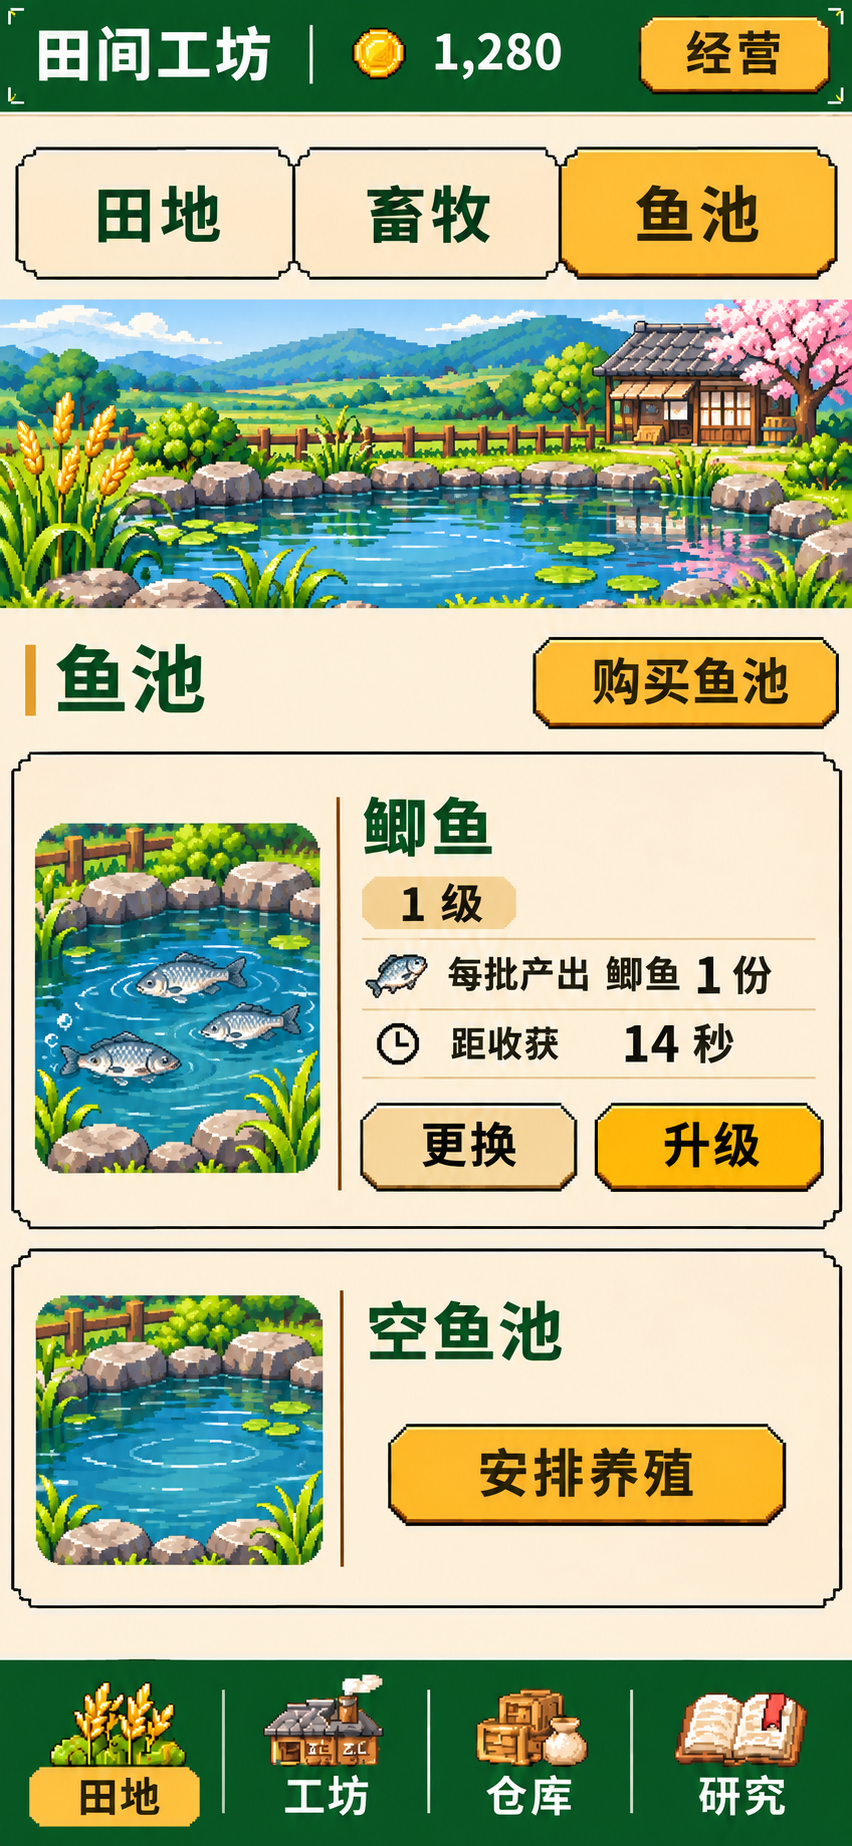 田间工坊 1,280 经营
田地 畜牧 鱼池
鱼池 购买鱼池
鲫鱼
1 级
每批产出 鲫鱼 1 份
距收获 14 秒
更换 升级
空鱼池
安排养殖
田地 工坊 仓库 研究